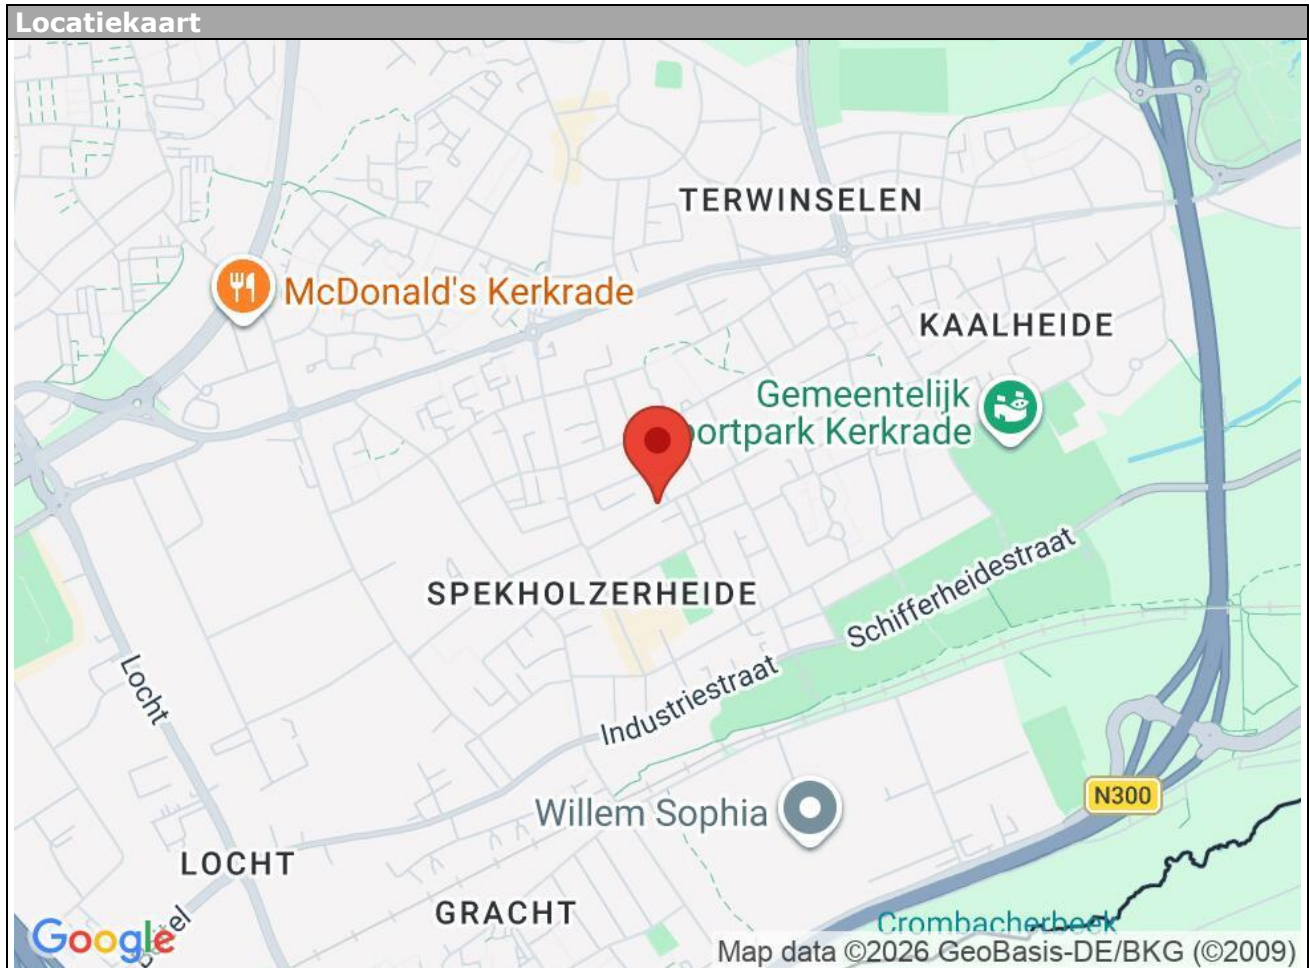 Locatiekaart
TERWINSELEN
McDonald's Kerkrade
KAALHEIDE
Gemeentelijk
portpark Kerkrade
SPEKHOLZERHEIDE
Schifferheidestraat
Locht
Industriestraat
N300
Willem Sophia
LOCHT
GRACHT
Crombacherbeek
Google
Map data ©2026 GeoBasis-DE/BKG (©2009)